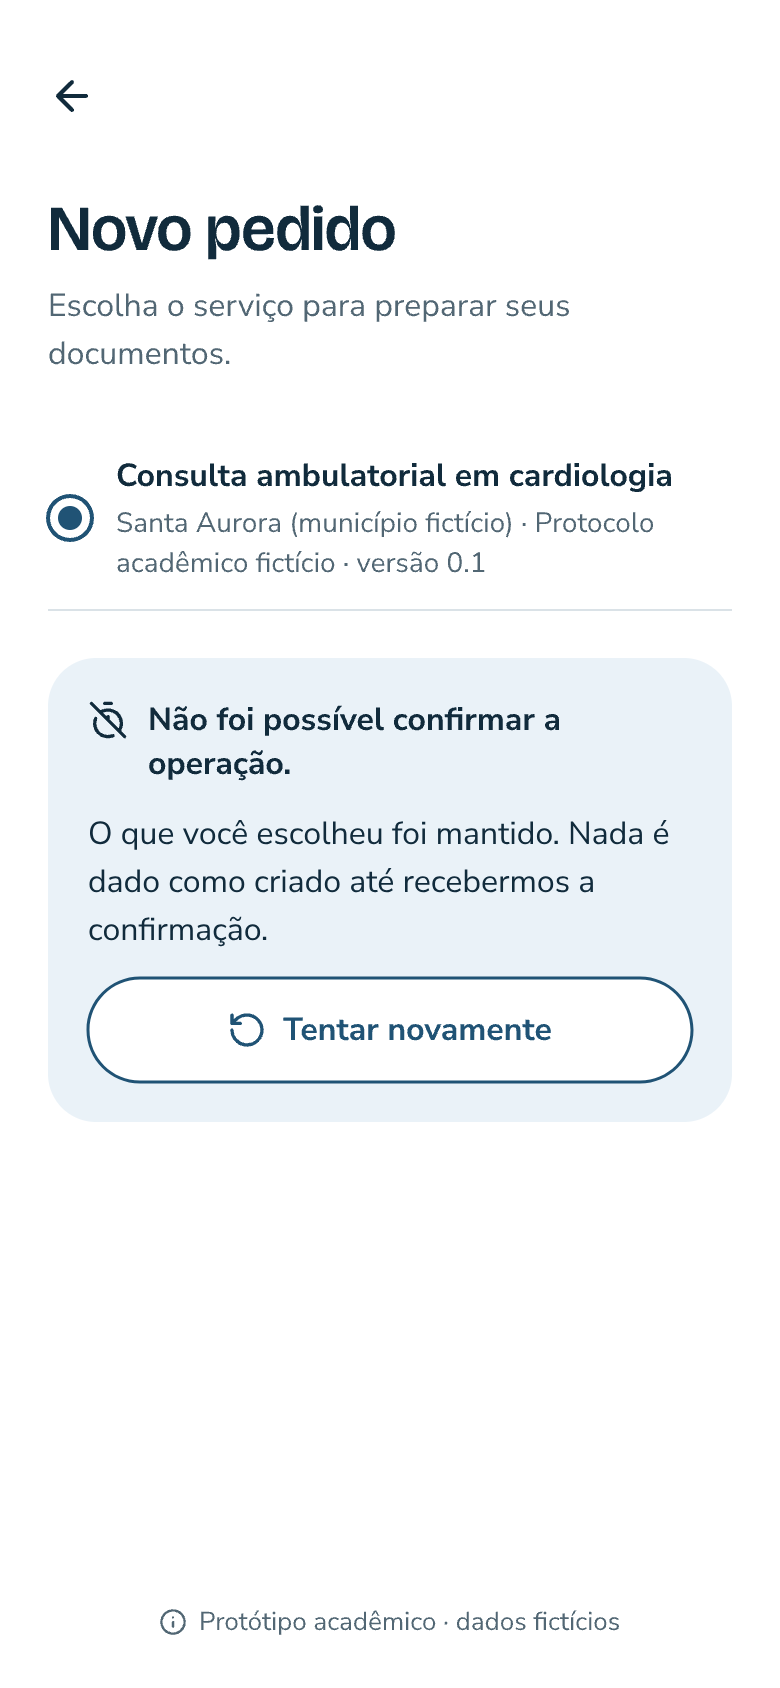 Novo pedido
Escolha o serviço para preparar seus
documentos.
Consulta ambulatorial em cardiologia
Santa Aurora (município fictício) · Protocolo
acadêmico fictício · versão 0.1
Não foi possível confirmar a
operação.
O que você escolheu foi mantido. Nada é
dado como criado até recebermos a
confirmação.
Tentar novamente
Protótipo acadêmico · dados fictícios